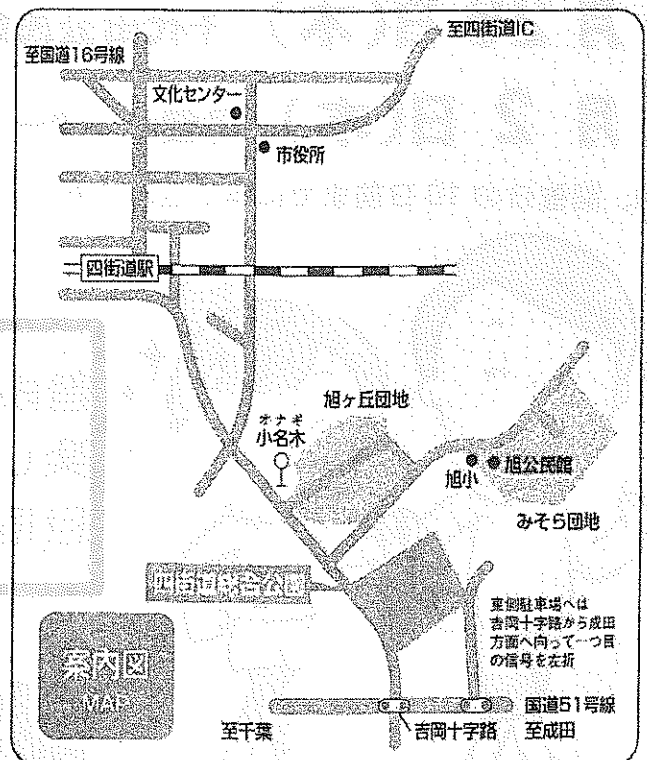 至四街道IC
至国道16号線
文化センター
市役所
四街道駅
旭ヶ丘団地
オナギ
小名木
旭小
旭公民館
みそら団地
四街道総合公園
東側駐車場へは
吉岡十字路から成田
方面へ向って一つ目
の信号を左折
案内図
MAP
国道51号線
至千葉
吉岡十字路
至成田